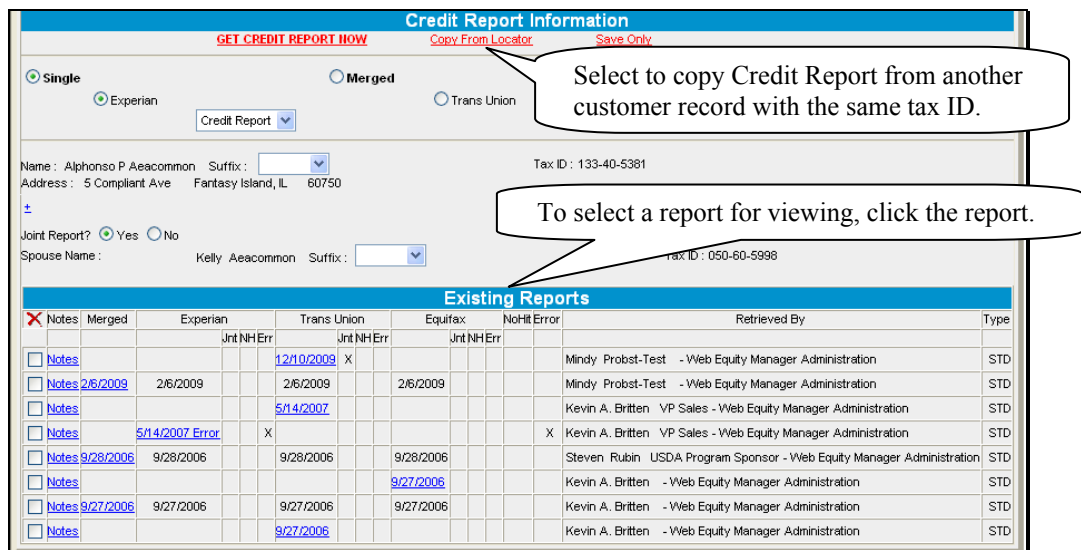 Credit Report Information
GET CREDIT REPORT NOW Copy From Locator Save Only
Select to copy Credit Report from another
customer record with the same tax ID.
Single Merged
Experian Trans Union
Credit Report
Name : Alphonso P Aeacommon Suffix : Tax ID : 133-40-5381
Address : 5 Compliant Ave Fantasy Island, IL 60750
+
To select a report for viewing, click the report.
Joint Report? Yes No
Spouse Name : Kelly Aeacommon Suffix : Tax ID : 050-60-5998
Existing Reports
X Notes Merged Experian Trans Union Equifax NoHit Error Retrieved By Type
Jnt NH Err Jnt NH Err Jnt NH Err
Notes 12/10/2009 X Mindy Probst-Test - Web Equity Manager Administration STD
Notes 2/6/2009 2/6/2009 2/6/2009 2/6/2009 Mindy Probst-Test - Web Equity Manager Administration STD
Notes 5/14/2007 Kevin A. Britten VP Sales - Web Equity Manager Administration STD
Notes 5/14/2007 Error X X Kevin A. Britten VP Sales - Web Equity Manager Administration STD
Notes 9/28/2006 9/28/2006 9/28/2006 9/28/2006 Steven Rubin USDA Program Sponsor - Web Equity Manager Administration STD
Notes 9/27/2006 Kevin A. Britten - Web Equity Manager Administration STD
Notes 9/27/2006 9/27/2006 9/27/2006 9/27/2006 Kevin A. Britten - Web Equity Manager Administration STD
Notes 9/27/2006 Kevin A. Britten - Web Equity Manager Administration STD